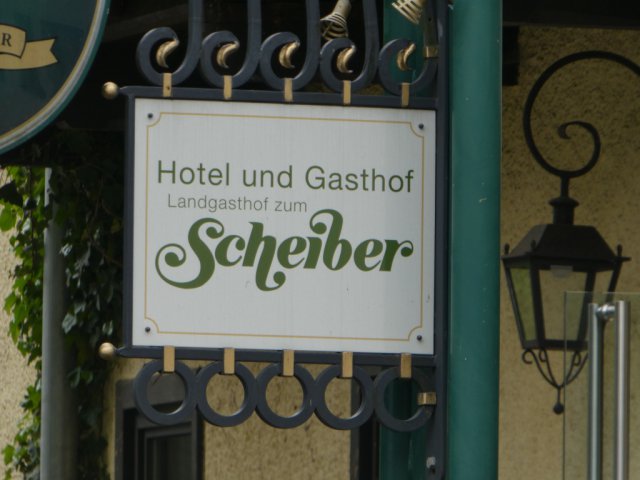 Hotel und Gasthof
Landgasthof zum
Scheiber